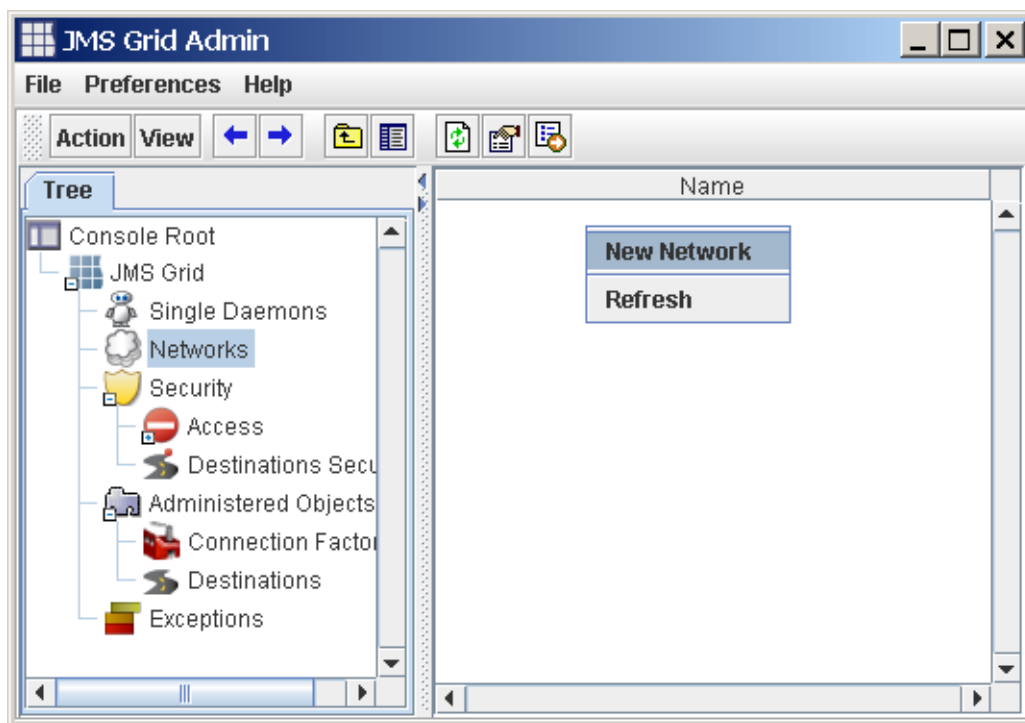 JMS Grid Admin
File Preferences Help
Action View
Tree
Name
Console Root
JMS Grid
Single Daemons
Networks
Security
Access
Destinations Secu
Administered Objects
Connection Factor
Destinations
Exceptions
New Network
Refresh